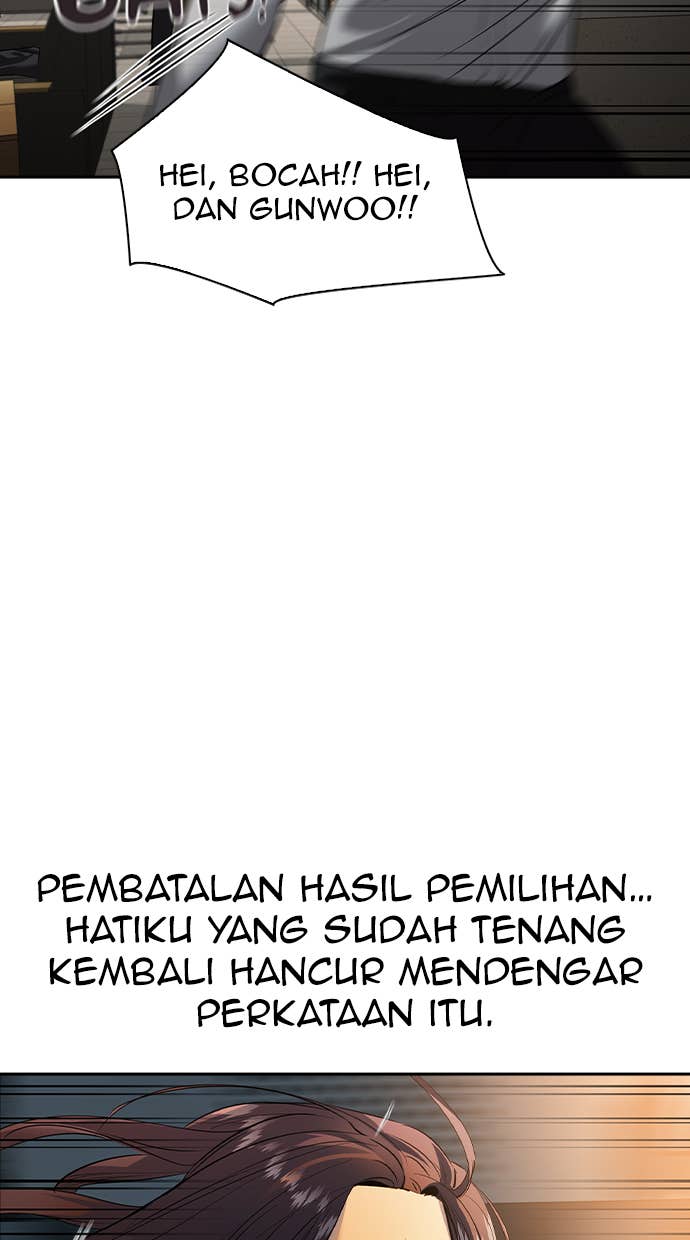 HEI, BOCAH!! HEI,
DAN GUNWOO!!
PEMBATALAN HASIL PEMILIHAN...
HATIKU YANG SUDAH TENANG
KEMBALI HANCUR MENDENGAR
PERKATAAN ITU.